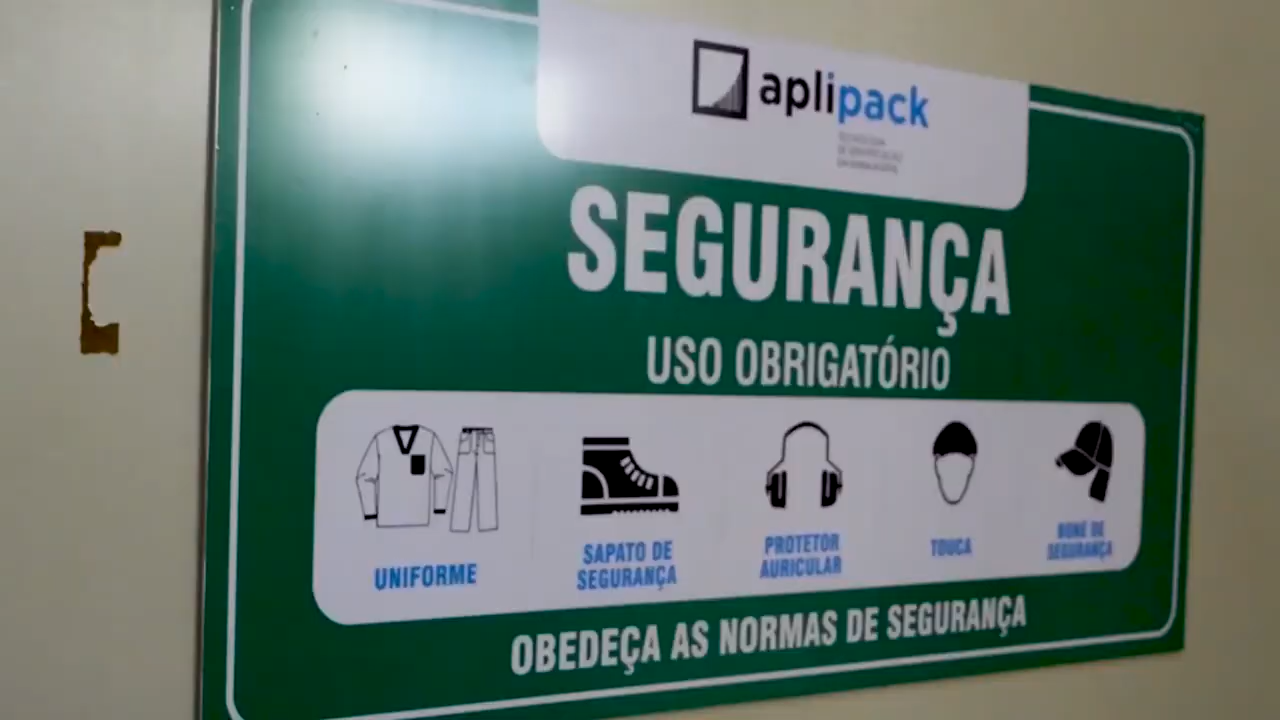 aplipack
SEGURANÇA
USO OBRIGATÓRIO
UNIFORME
SAPATO DE
SEGURANÇA
PROTETOR
AURICULAR
TOUCA
BONÉ DE
SEGURANÇA
OBEDEÇA AS NORMAS DE SEGURANÇA